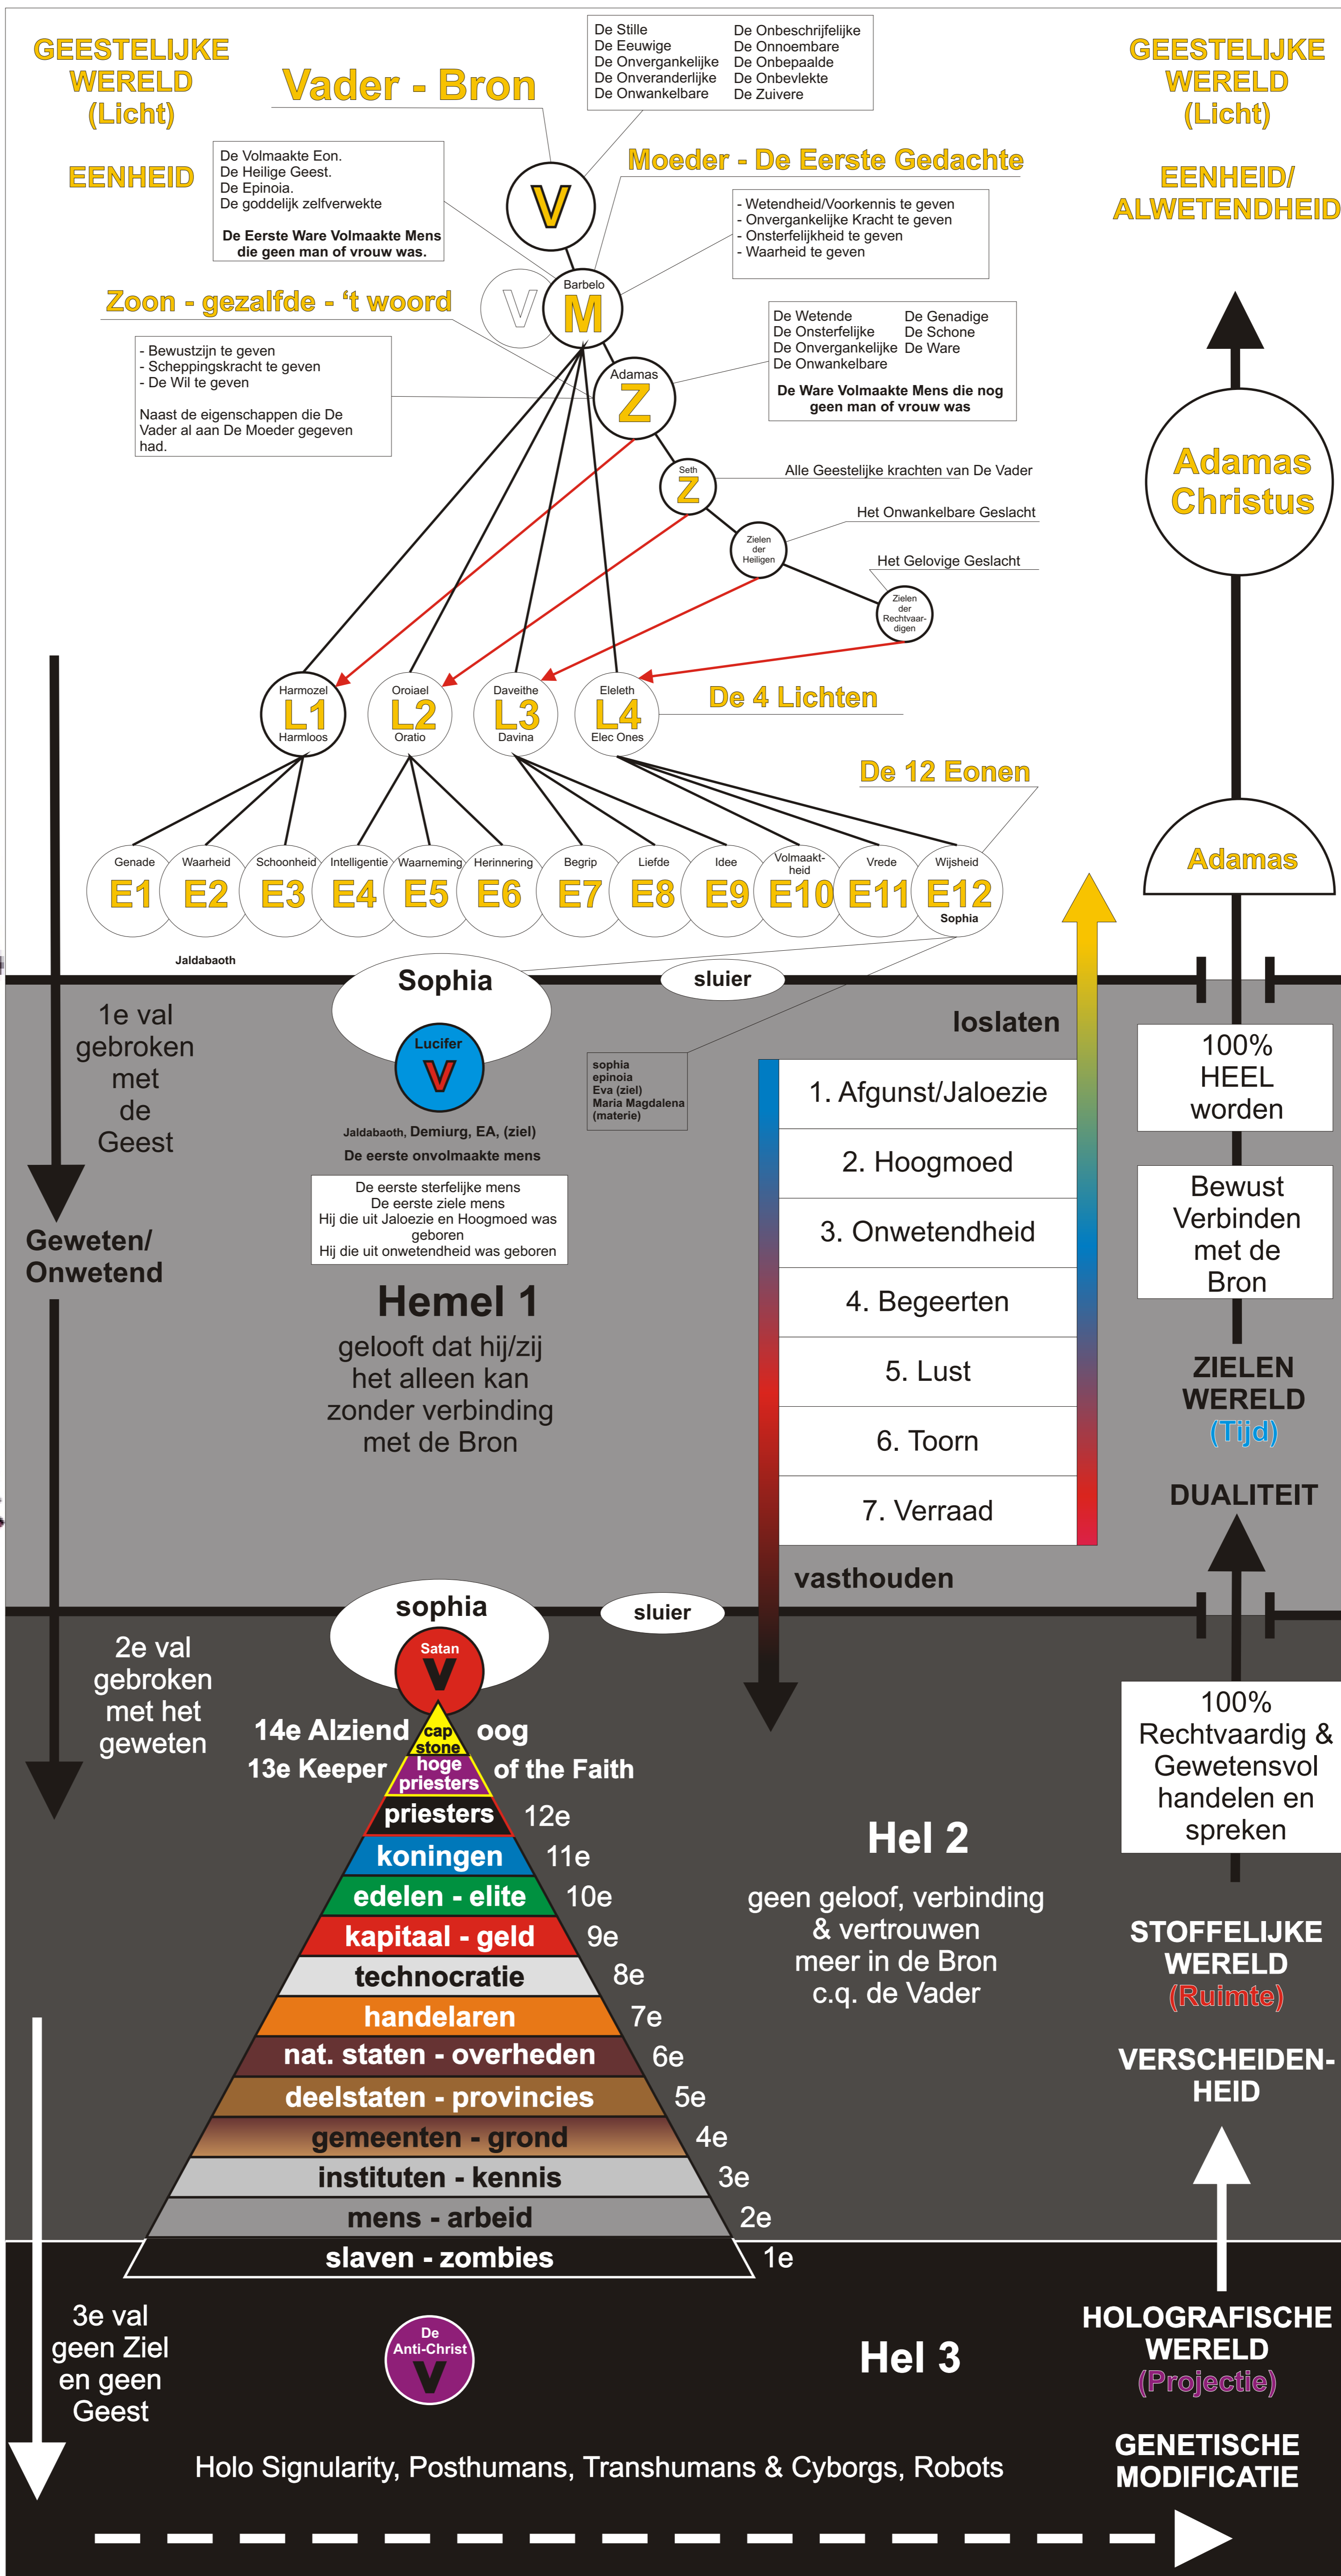 GEESTELIJKE
WERELD
(Licht)
EENHEID
Vader - Bron
De Stille
De Eeuwige
De Onvergankelijke
De Onveranderlijke
De Onwankelbare
De Onbeschrijfelijke
De Onnoembare
De Onbepaalde
De Onbevlekte
De Zuivere
GEESTELIJKE
WERELD
(Licht)
EENHEID/
ALWETENDHEID
De Volmaakte Eon.
De Heilige Geest.
De Epinoia.
De goddelijk zelfverwekte
De Eerste Ware Volmaakte Mens
die geen man of vrouw was.
V
Moeder - De Eerste Gedachte
- Wetendheid/Voorkennis te geven
- Onvergankelijke Kracht te geven
- Onsterfelijkheid te geven
- Waarheid te geven
V
Barbelo
M
Zoon - gezalfde - ‘t woord
- Bewustzijn te geven
- Scheppingskracht te geven
- De Wil te geven
Naast de eigenschappen die De
Vader al aan De Moeder gegeven
had.
Adamas
Z
De Wetende
De Onsterfelijke
De Onvergankelijke
De Onwankelbare
De Genadige
De Schone
De Ware
De Ware Volmaakte Mens die nog
geen man of vrouw was
Seth
Z
Alle Geestelijke krachten van De Vader
Zielen
der
Heiligen
Het Onwankelbare Geslacht
Het Gelovige Geslacht
Zielen
der
Rechtvaar-
digen
Adamas
Christus
Harmozel
L1
Harmloos
Oroiael
L2
Oratio
Daveithe
L3
Davina
Eleleth
L4
Elec Ones
De 4 Lichten
De 12 Eonen
Genade
E1
Waarheid
E2
Schoonheid
E3
Intelligentie
E4
Waarneming
E5
Herinnering
E6
Begrip
E7
Liefde
E8
Idee
E9
Volmaakt-
heid
E10
Vrede
E11
Wijsheid
E12
Sophia
Adamas
Jaldabaoth
Sophia
sluier
1e val
gebroken
met
de
Geest
Lucifer
V
Jaldabaoth, Demiurg, EA, (ziel)
De eerste onvolmaakte mens
De eerste sterfelijke mens
De eerste ziele mens
Hij die uit Jaloezie en Hoogmoed was
geboren
Hij die uit onwetendheid was geboren
sophia
epinoia
Eva (ziel)
Maria Magdalena
(materie)
loslaten
1. Afgunst/Jaloezie
2. Hoogmoed
3. Onwetendheid
4. Begeerten
5. Lust
6. Toorn
7. Verraad
vasthouden
100%
HEEL
worden
Bewust
Verbinden
met de
Bron
Geweten/
Onwetend
Hemel 1
gelooft dat hij/zij
het alleen kan
zonder verbinding
met de Bron
ZIELEN
WERELD
(Tijd)
DUALITEIT
sophia
sluier
2e val
gebroken
met het
geweten
Satan
V
14e Alziend
cap
stone
oog
13e Keeper
hoge
priesters
of the Faith
priesters 12e
koningen 11e
edelen - elite 10e
kapitaal - geld 9e
technocratie 8e
handelaren 7e
nat. staten - overheden 6e
deelstaten - provincies 5e
gemeenten - grond 4e
instituten - kennis 3e
mens - arbeid 2e
slaven - zombies 1e
Hel 2
geen geloof, verbinding
& vertrouwen
meer in de Bron
c.q. de Vader
100%
Rechtvaardig &
Gewetensvol
handelen en
spreken
STOFFELIJKE
WERELD
(Ruimte)
VERSCHEIDEN-
HEID
3e val
geen Ziel
en geen
Geest
De
Anti-Christ
V
Hel 3
HOLOGRAFISCHE
WERELD
(Projectie)
GENETISCHE
MODIFICATIE
Holo Signularity, Posthumans, Transhumans & Cyborgs, Robots